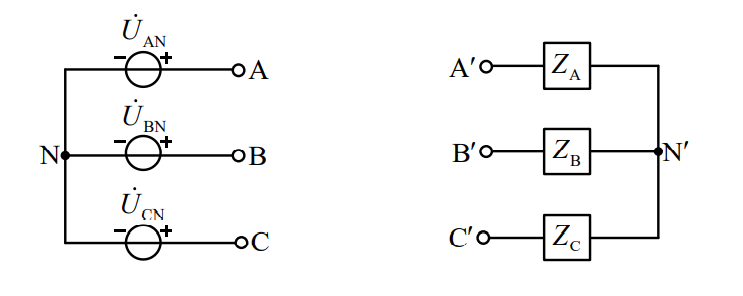 U̇AN
− +
A
U̇BN
− +
N
B
U̇CN
− +
C
A′
ZA
B′
ZB
N′
C′
ZC